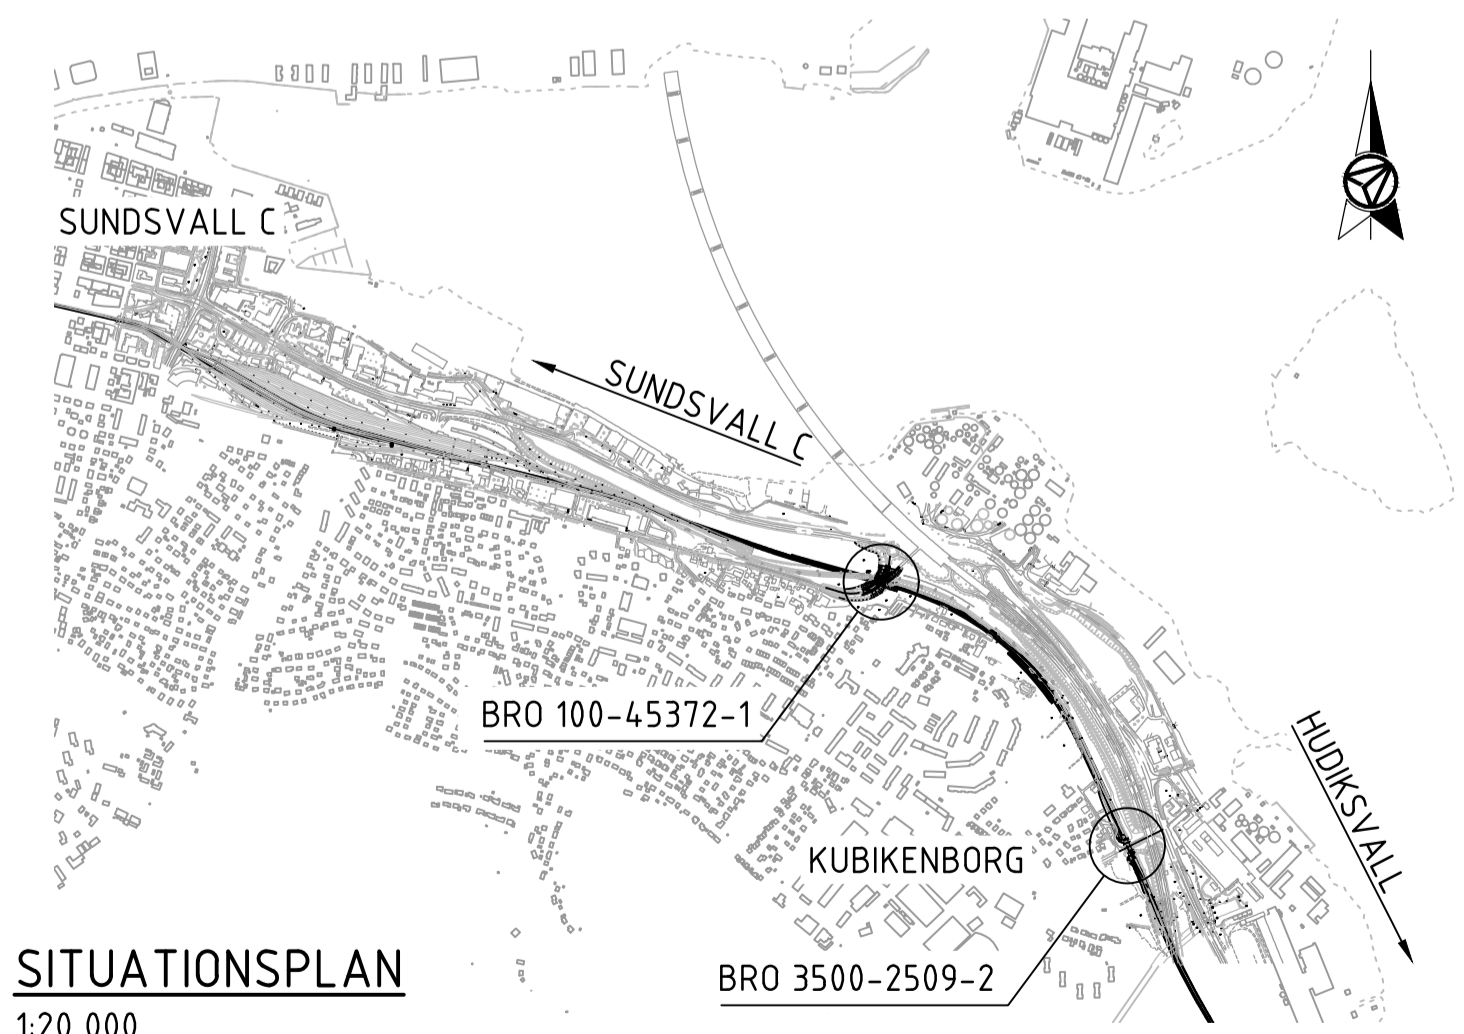 SUNDSVALL C
SUNDSVALL C
BRO 100-45372-1
HUDIKSVALL
KUBIKENBORG
BRO 3500-2509-2
SITUATIONSPLAN
1:20 000